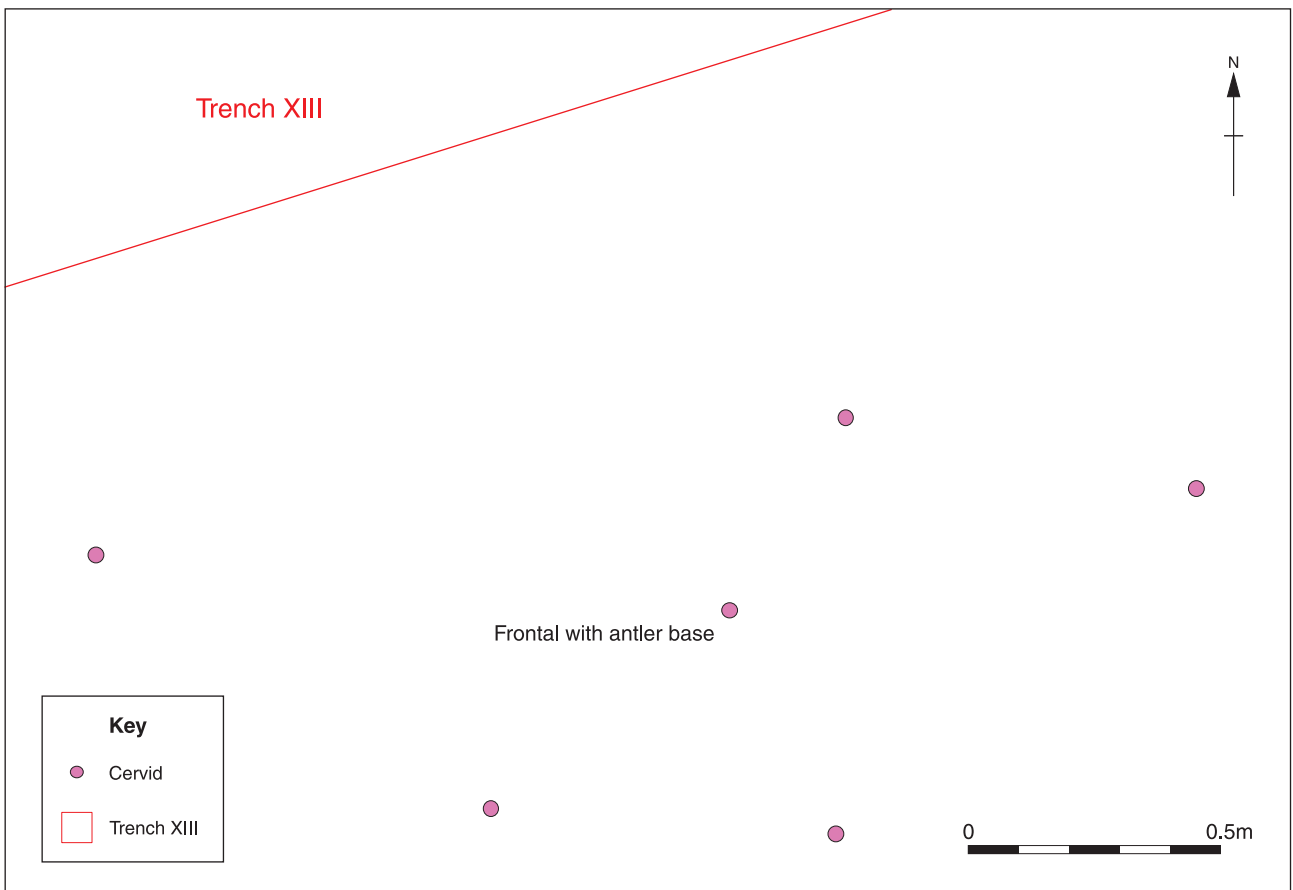 Trench XIII
N
Frontal with antler base
Key
Cervid
Trench XIII
0 0.5m